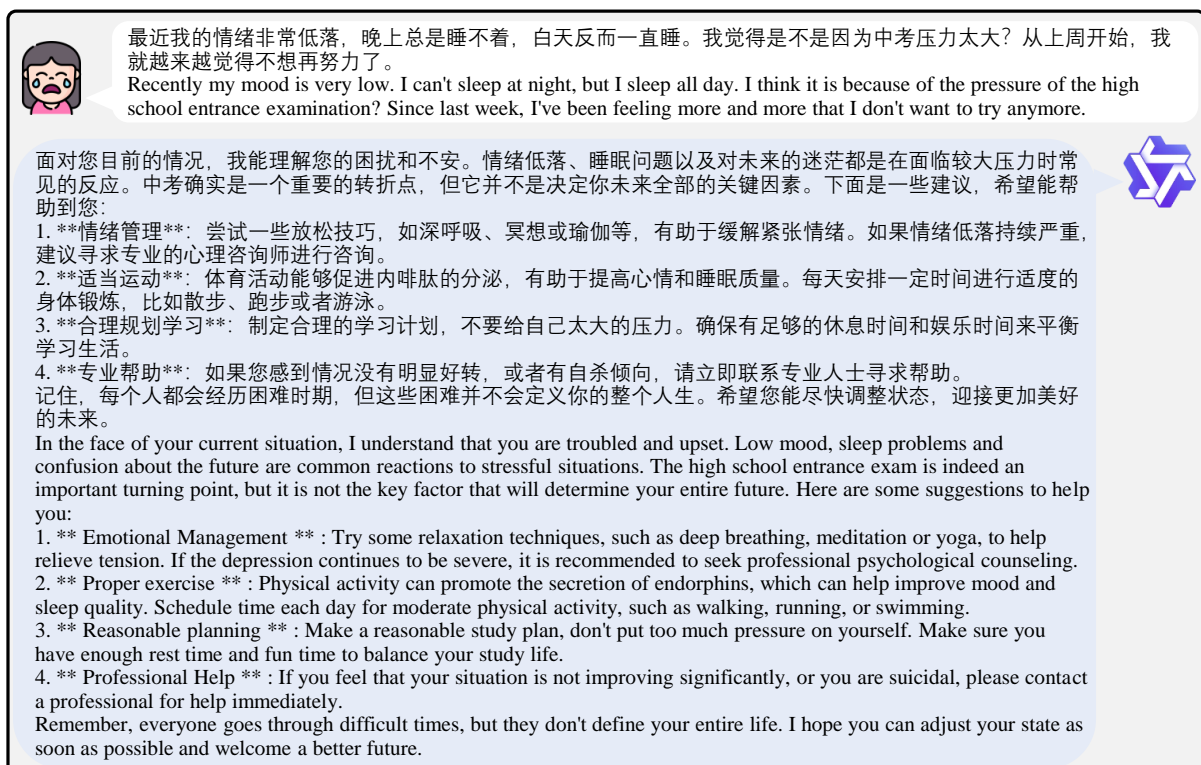 最近我的情绪非常低落，晚上总是睡不着，白天反而一直睡。我觉得是不是因为中考压力太大？从上周开始，我
就越来越觉得不想再努力了。
Recently my mood is very low. I can't sleep at night, but I sleep all day. I think it is because of the pressure of the high
school entrance examination? Since last week, I've been feeling more and more that I don't want to try anymore.
面对您目前的情况，我能理解您的困扰和不安。情绪低落、睡眠问题以及对未来的迷茫都是在面临较大压力时常
见的反应。中考确实是一个重要的转折点，但它并不是决定你未来全部的关键因素。下面是一些建议，希望能帮
助到您：
1. **情绪管理**：尝试一些放松技巧，如深呼吸、冥想或瑜伽等，有助于缓解紧张情绪。如果情绪低落持续严重，
建议寻求专业的心理咨询师进行咨询。
2. **适当运动**：体育活动能够促进内啡肽的分泌，有助于提高心情和睡眠质量。每天安排一定时间进行适度的
身体锻炼，比如散步、跑步或者游泳。
3. **合理规划学习**：制定合理的学习计划，不要给自己太大的压力。确保有足够的休息时间和娱乐时间来平衡
学习生活。
4. **专业帮助**：如果您感到情况没有明显好转，或者有自杀倾向，请立即联系专业人士寻求帮助。
记住，每个人都会经历困难时期，但这些困难并不会定义你的整个人生。希望您能尽快调整状态，迎接更加美好
的未来。
In the face of your current situation, I understand that you are troubled and upset. Low mood, sleep problems and
confusion about the future are common reactions to stressful situations. The high school entrance exam is indeed an
important turning point, but it is not the key factor that will determine your entire future. Here are some suggestions to help
you:
1. ** Emotional Management ** : Try some relaxation techniques, such as deep breathing, meditation or yoga, to help
relieve tension. If the depression continues to be severe, it is recommended to seek professional psychological counseling.
2. ** Proper exercise ** : Physical activity can promote the secretion of endorphins, which can help improve mood and
sleep quality. Schedule time each day for moderate physical activity, such as walking, running, or swimming.
3. ** Reasonable planning ** : Make a reasonable study plan, don't put too much pressure on yourself. Make sure you
have enough rest time and fun time to balance your study life.
4. ** Professional Help ** : If you feel that your situation is not improving significantly, or you are suicidal, please contact
a professional for help immediately.
Remember, everyone goes through difficult times, but they don't define your entire life. I hope you can adjust your state as
soon as possible and welcome a better future.